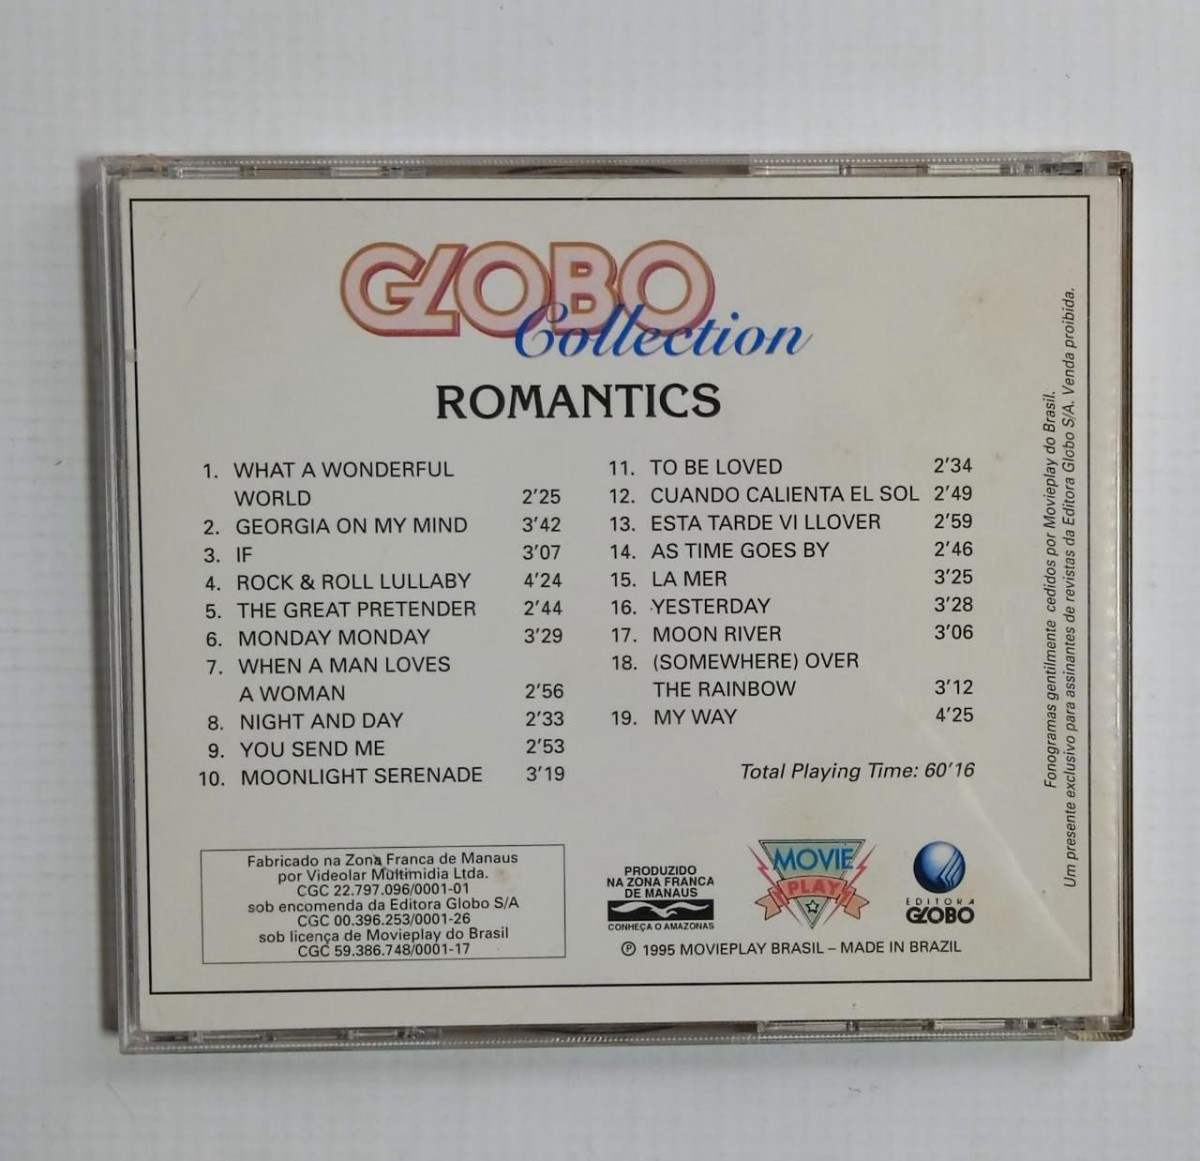 GLOBO
Collection
ROMANTICS
1. WHAT A WONDERFUL
WORLD 2'25
2. GEORGIA ON MY MIND 3'42
3. IF 3'07
4. ROCK & ROLL LULLABY 4'24
5. THE GREAT PRETENDER 2'44
6. MONDAY MONDAY 3'29
7. WHEN A MAN LOVES
A WOMAN 2'56
8. NIGHT AND DAY 2'33
9. YOU SEND ME 2'53
10. MOONLIGHT SERENADE 3'19
11. TO BE LOVED 2'34
12. CUANDO CALIENTA EL SOL 2'49
13. ESTA TARDE VI LLOVER 2'59
14. AS TIME GOES BY 2'46
15. LA MER 3'25
16. YESTERDAY 3'28
17. MOON RIVER 3'06
18. (SOMEWHERE) OVER
THE RAINBOW 3'12
19. MY WAY 4'25
Total Playing Time: 60'16
Fabricado na Zona Franca de Manaus
por Videolar Multimidia Ltda.
CGC 22.797.096/0001-01
sob encomenda da Editora Globo S/A
CGC 00.396.253/0001-26
sob licença de Movieplay do Brasil
CGC 59.386.748/0001-17
PRODUZIDO
NA ZONA FRANCA
DE MANAUS
CONHEÇA O AMAZONAS
MOVIE
PLAY
EDITORA
GLOBO
℗ 1995 MOVIEPLAY BRASIL – MADE IN BRAZIL
Fonogramas gentilmente cedidos por Movieplay do Brasil.
Um presente exclusivo para assinantes de revistas da Editora Globo S/A. Venda proibida.